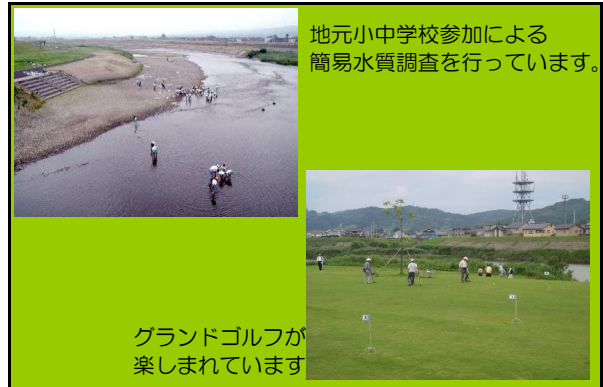 地元小中学校参加による
簡易水質調査を行っています。
グランドゴルフが
楽しまれています